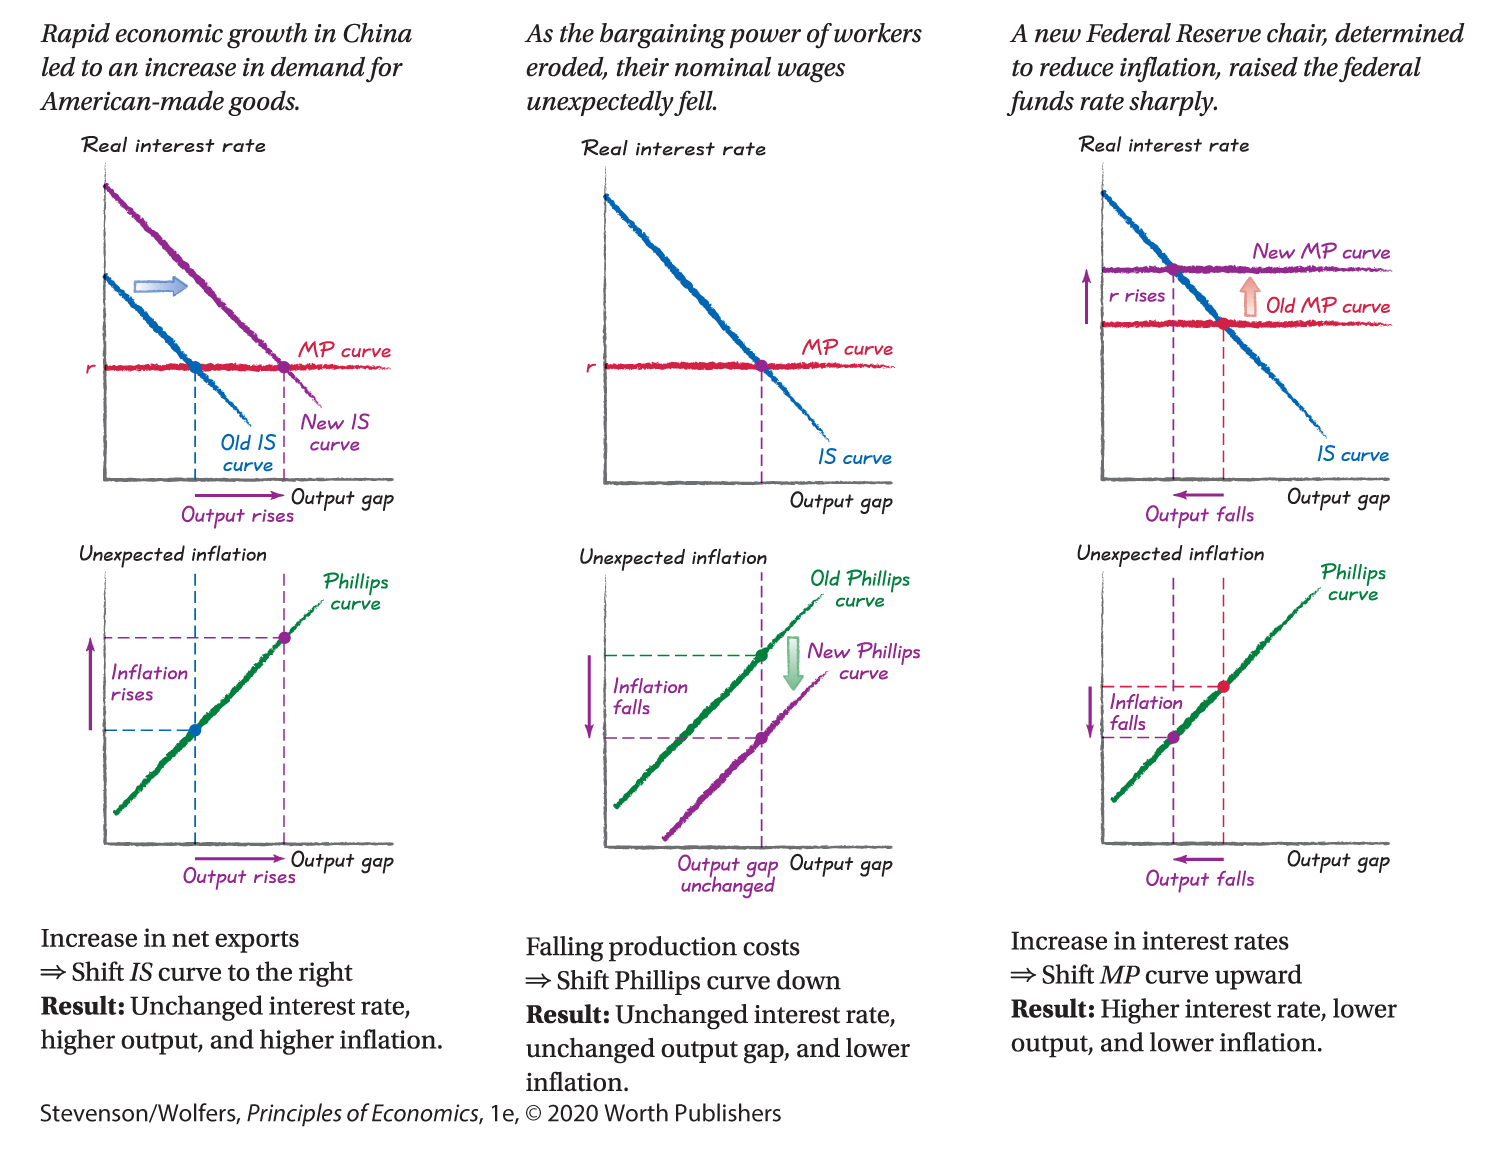 Rapid economic growth in China
led to an increase in demand for
American-made goods.
Real interest rate
MP curve
r
New IS
curve
Old IS
curve
Output gap
Output rises
Unexpected inflation
Phillips
curve
Inflation
rises
Output gap
Output rises
Increase in net exports
⇒ Shift IS curve to the right
Result: Unchanged interest rate,
higher output, and higher inflation.
As the bargaining power of workers
eroded, their nominal wages
unexpectedly fell.
Real interest rate
MP curve
r
IS curve
Output gap
Unexpected inflation
Old Phillips
curve
New Phillips
curve
Inflation
falls
Output gap
unchanged
Output gap
Falling production costs
⇒ Shift Phillips curve down
Result: Unchanged interest rate,
unchanged output gap, and lower
inflation.
A new Federal Reserve chair, determined
to reduce inflation, raised the federal
funds rate sharply.
Real interest rate
New MP curve
r rises
Old MP curve
IS curve
Output gap
Output falls
Unexpected inflation
Phillips
curve
Inflation
falls
Output gap
Output falls
Increase in interest rates
⇒ Shift MP curve upward
Result: Higher interest rate, lower
output, and lower inflation.
Stevenson/Wolfers, Principles of Economics, 1e, © 2020 Worth Publishers